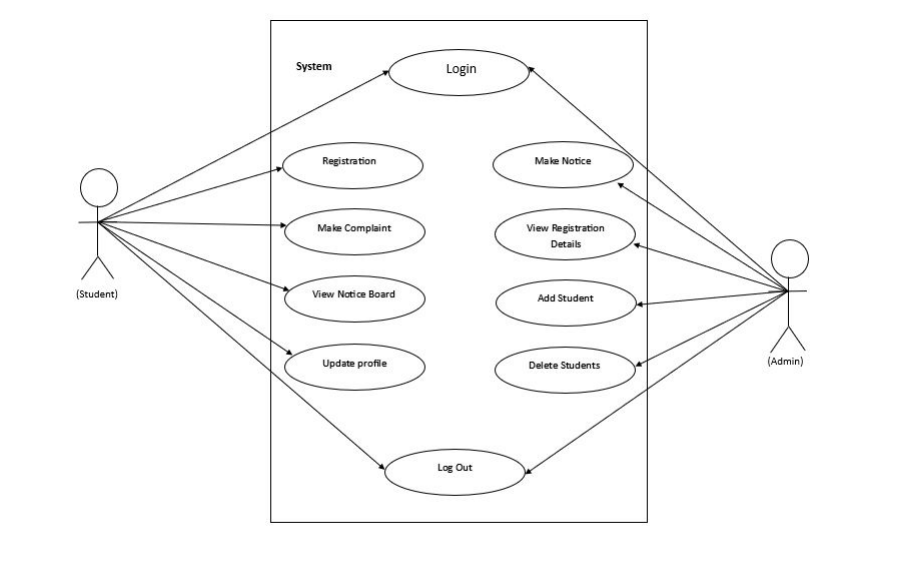 System
Login
Registration
Make Notice
Make Complaint
View Registration
Details
View Notice Board
Add Student
Update profile
Delete Students
Log Out
(Student)
(Admin)